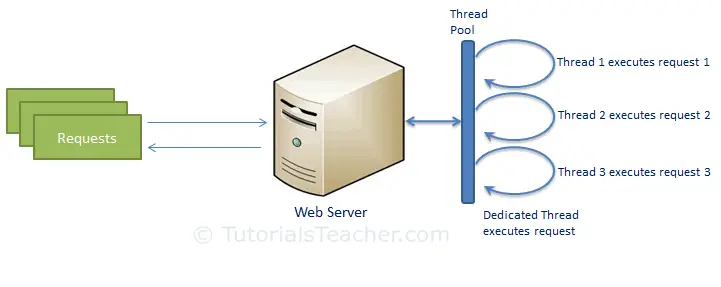 Thread
Pool
Thread 1 executes request 1
Thread 2 executes request 2
Requests
Thread 3 executes request 3
Web Server
Dedicated Thread
executes request
© TutorialsTeacher.com